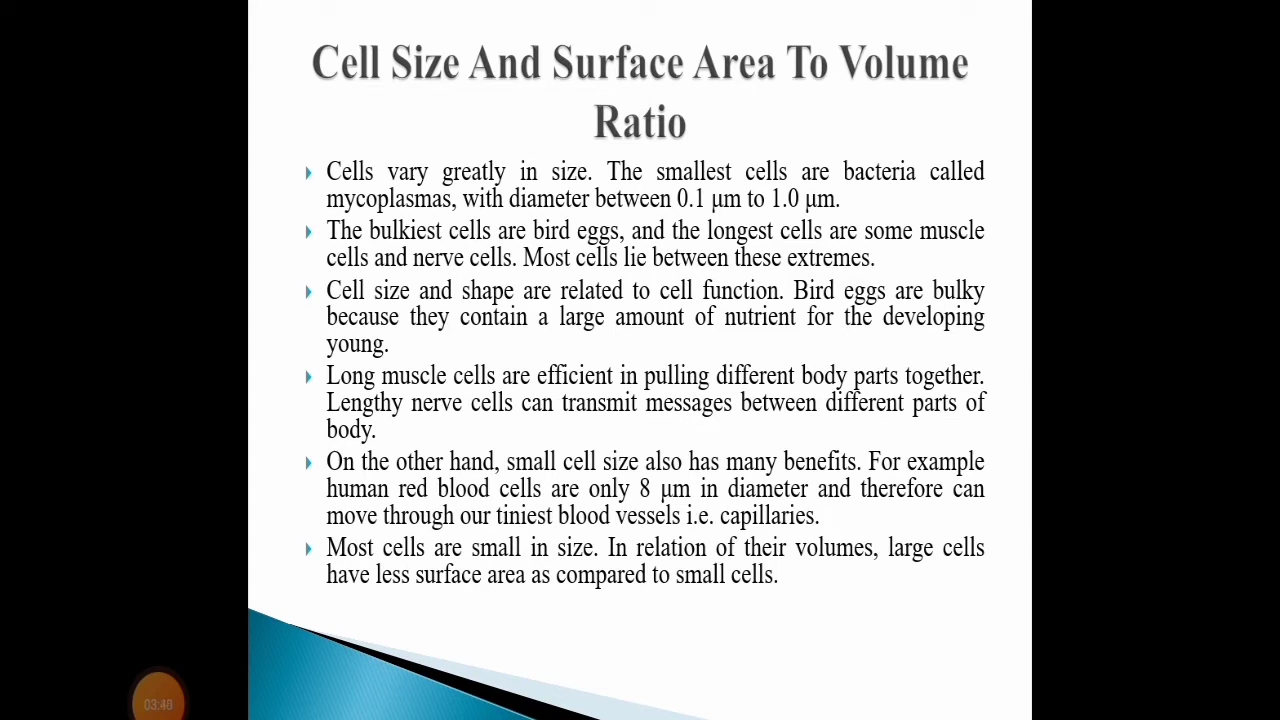 Cell Size And Surface Area To Volume
Ratio
Cells vary greatly in size. The smallest cells are bacteria called
mycoplasmas, with diameter between 0.1 μm to 1.0 μm.
The bulkiest cells are bird eggs, and the longest cells are some muscle
cells and nerve cells. Most cells lie between these extremes.
Cell size and shape are related to cell function. Bird eggs are bulky
because they contain a large amount of nutrient for the developing
young.
Long muscle cells are efficient in pulling different body parts together.
Lengthy nerve cells can transmit messages between different parts of
body.
On the other hand, small cell size also has many benefits. For example
human red blood cells are only 8 μm in diameter and therefore can
move through our tiniest blood vessels i.e. capillaries.
Most cells are small in size. In relation of their volumes, large cells
have less surface area as compared to small cells.
03:40